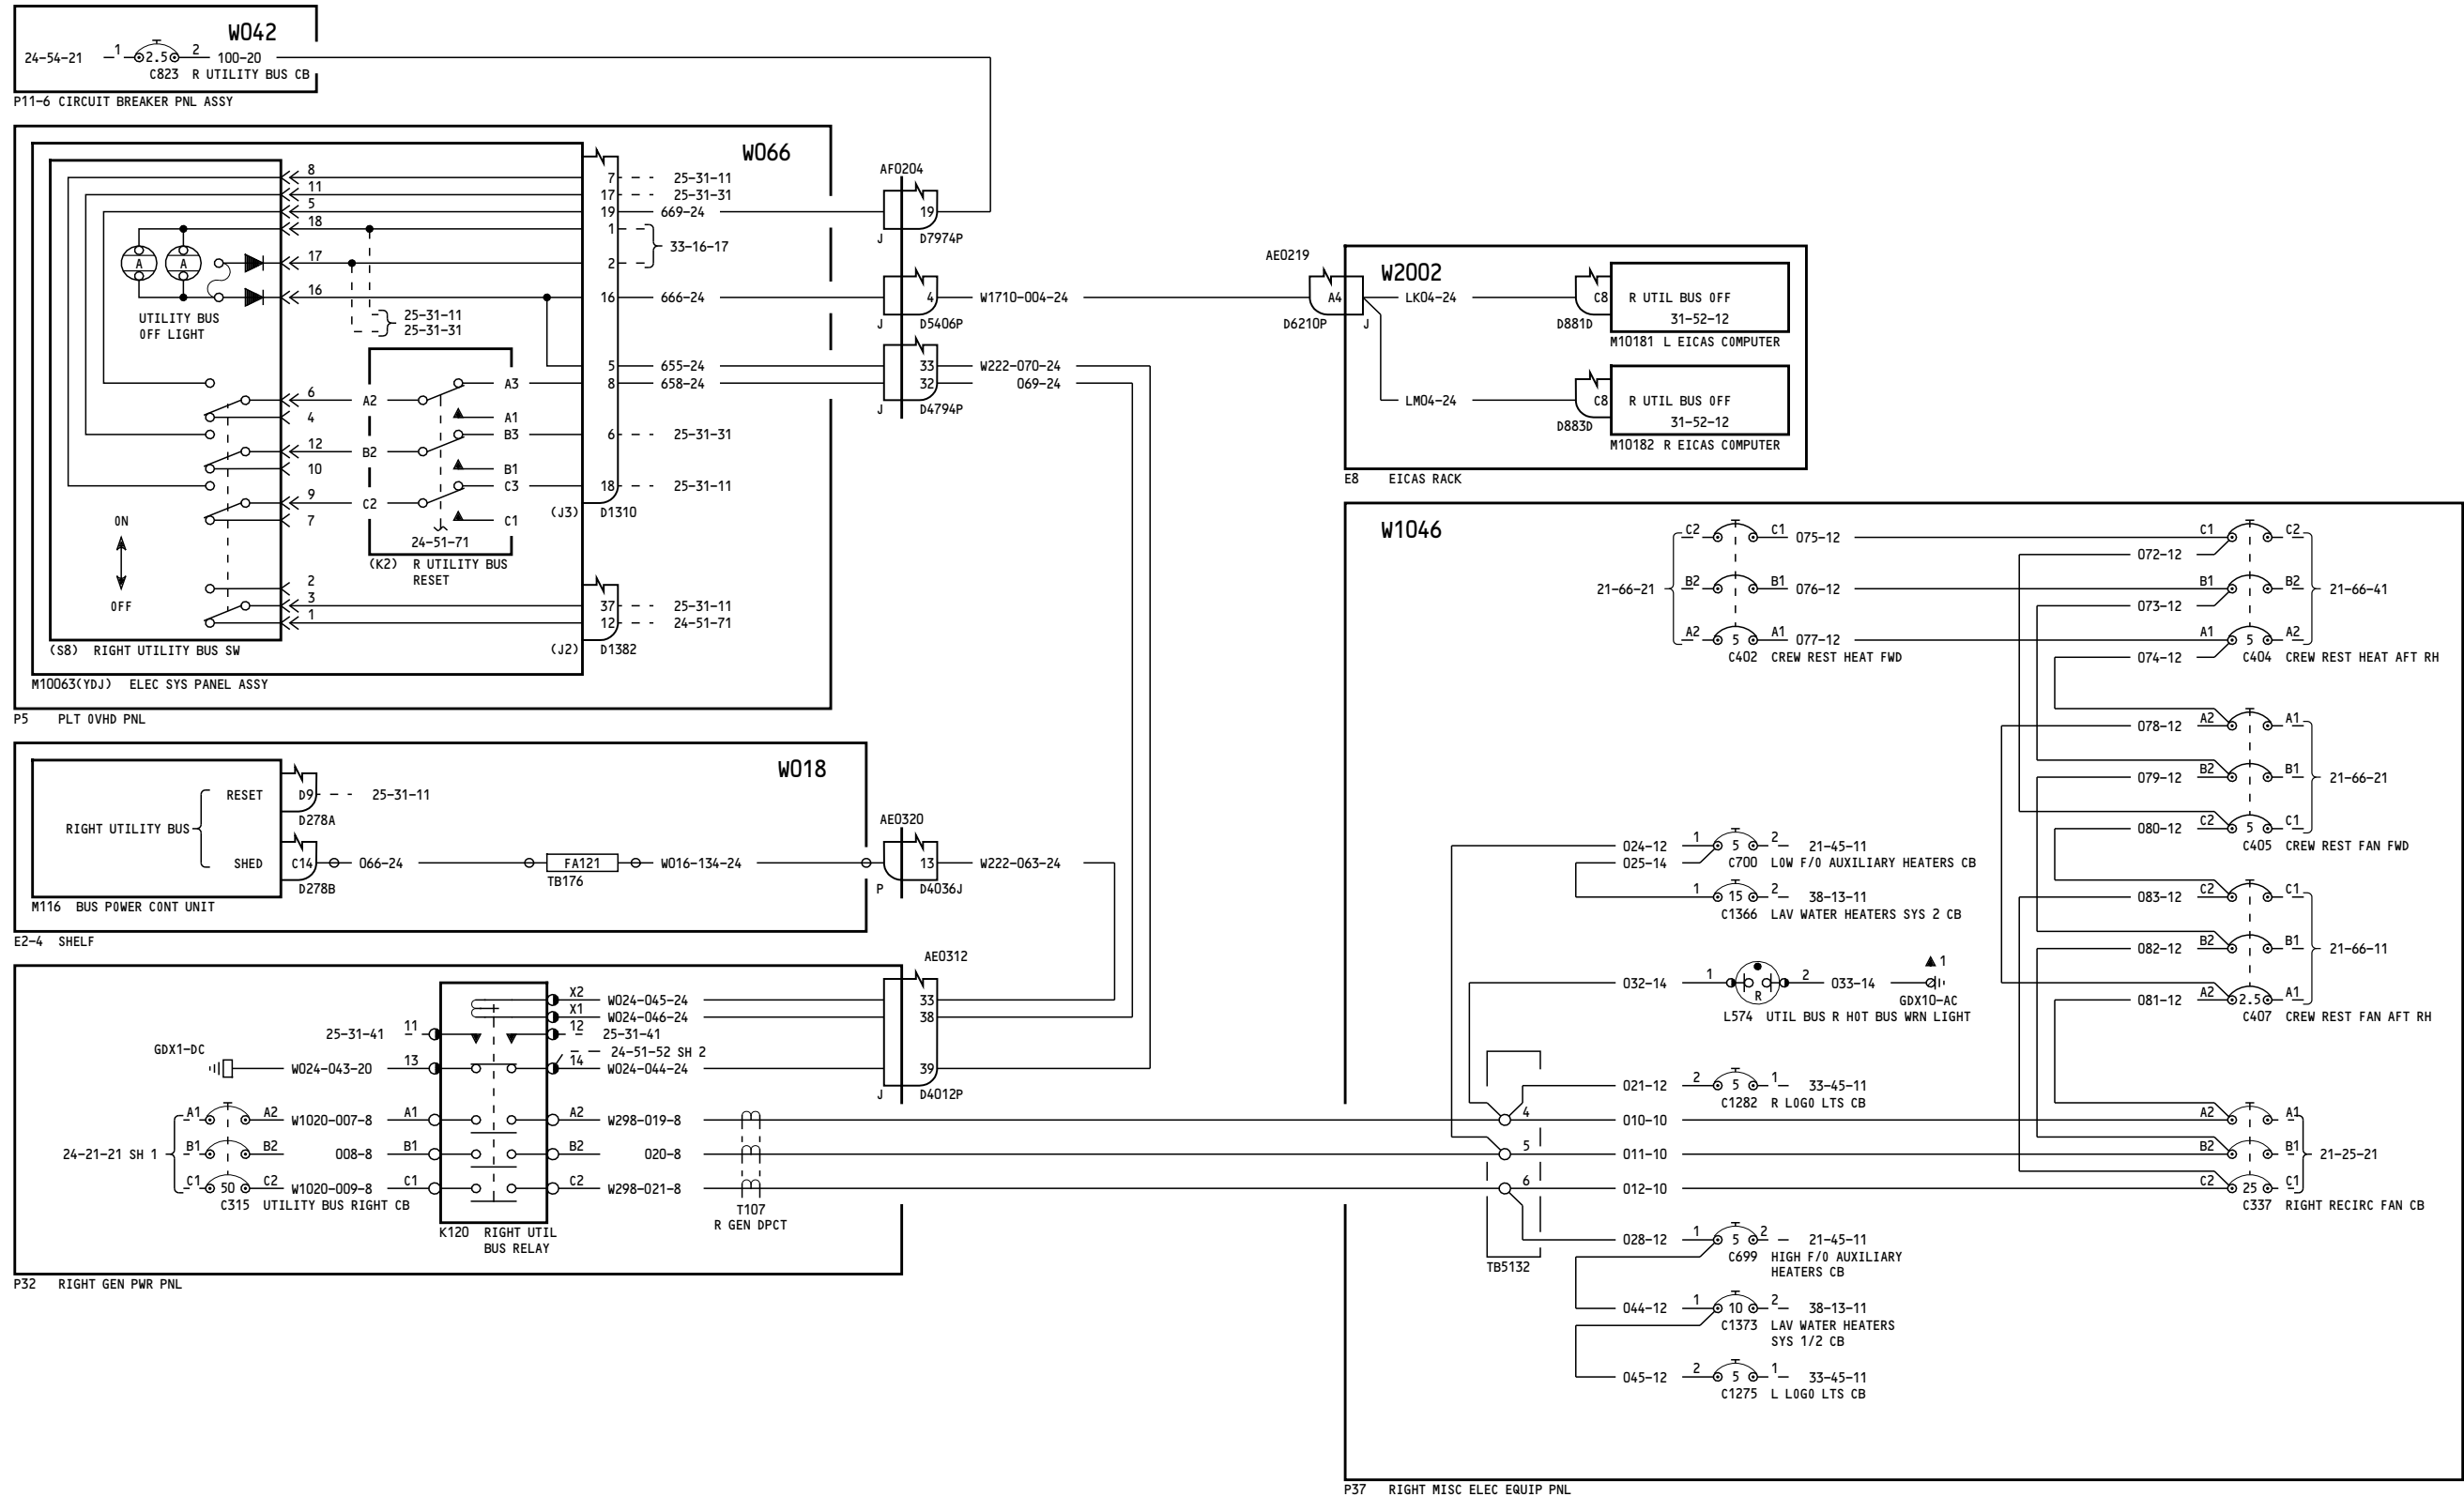 W042
24-54-21 1 2.5 2 100-20
C823 R UTILITY BUS CB
P11-6 CIRCUIT BREAKER PNL ASSY
W066
8 7 25-31-11
11 17 25-31-31
5 19 669-24
18 1
33-16-17
17 2
A A
16 16 666-24
UTILITY BUS
OFF LIGHT
25-31-11
25-31-31
5 655-24
A3 8 658-24
6 A2
4 A1
B3 6 25-31-31
12 B2
10 B1
C3 18 25-31-11
9 C2
7 C1
ON
OFF
24-51-71
(K2) R UTILITY BUS
RESET
(J3) D1310
2
3 37 25-31-11
1 12 24-51-71
(S8) RIGHT UTILITY BUS SW
(J2) D1382
M10063(YDJ) ELEC SYS PANEL ASSY
P5 PLT OVHD PNL
AF0204
19
J D7974P
4 W1710-004-24
J D5406P
33 W222-070-24
32 069-24
J D4794P
AE0219
W2002
A4 LK04-24 C8 R UTIL BUS OFF
31-52-12
D6210P J D881D
M10181 L EICAS COMPUTER
LM04-24 C8 R UTIL BUS OFF
31-52-12
D883D
M10182 R EICAS COMPUTER
E8 EICAS RACK
W018
RESET D9 25-31-11
D278A
RIGHT UTILITY BUS
SHED C14 066-24 FA121 W016-134-24
D278B TB176
M116 BUS POWER CONT UNIT
E2-4 SHELF
AE0320
13 W222-063-24
P D4036J
AE0312
X2 W024-045-24 33
X1 W024-046-24 38
25-31-41 11 12 25-31-41
24-51-52 SH 2
GDX1-DC
W024-043-20 13 14 W024-044-24 39
J D4012P
A1 A2 W1020-007-8 A1 A2 W298-019-8
24-21-21 SH 1 B1 B2 008-8 B1 B2 020-8
C1 50 C2 W1020-009-8 C1 C2 W298-021-8
C315 UTILITY BUS RIGHT CB
T107
R GEN DPCT
K120 RIGHT UTIL
BUS RELAY
P32 RIGHT GEN PWR PNL
W1046
C2 C1 075-12 C1 C2
072-12
21-66-21 B2 B1 076-12 B1 B2 21-66-41
073-12
A2 5 A1 077-12 A1 5 A2
C402 CREW REST HEAT FWD
074-12 C404 CREW REST HEAT AFT RH
078-12 A2 A1
079-12 B2 B1 21-66-21
080-12 C2 5 C1
C405 CREW REST FAN FWD
083-12 C2 C1
082-12 B2 B1 21-66-11
081-12 A2 2.5 A1
C407 CREW REST FAN AFT RH
024-12 1 5 2 21-45-11
025-14 C700 LOW F/O AUXILIARY HEATERS CB
1 15 2 38-13-11
C1366 LAV WATER HEATERS SYS 2 CB
032-14 1 R 2 033-14 1
GDX10-AC
L574 UTIL BUS R HOT BUS WRN LIGHT
021-12 2 5 1 33-45-11
C1282 R LOGO LTS CB
4 010-10 A2 A1
5 011-10 B2 B1 21-25-21
6 012-10 C2 25 C1
C337 RIGHT RECIRC FAN CB
028-12 1 5 2 21-45-11
C699 HIGH F/O AUXILIARY
HEATERS CB
TB5132
044-12 1 10 2 38-13-11
C1373 LAV WATER HEATERS
SYS 1/2 CB
045-12 2 5 1 33-45-11
C1275 L LOGO LTS CB
P37 RIGHT MISC ELEC EQUIP PNL